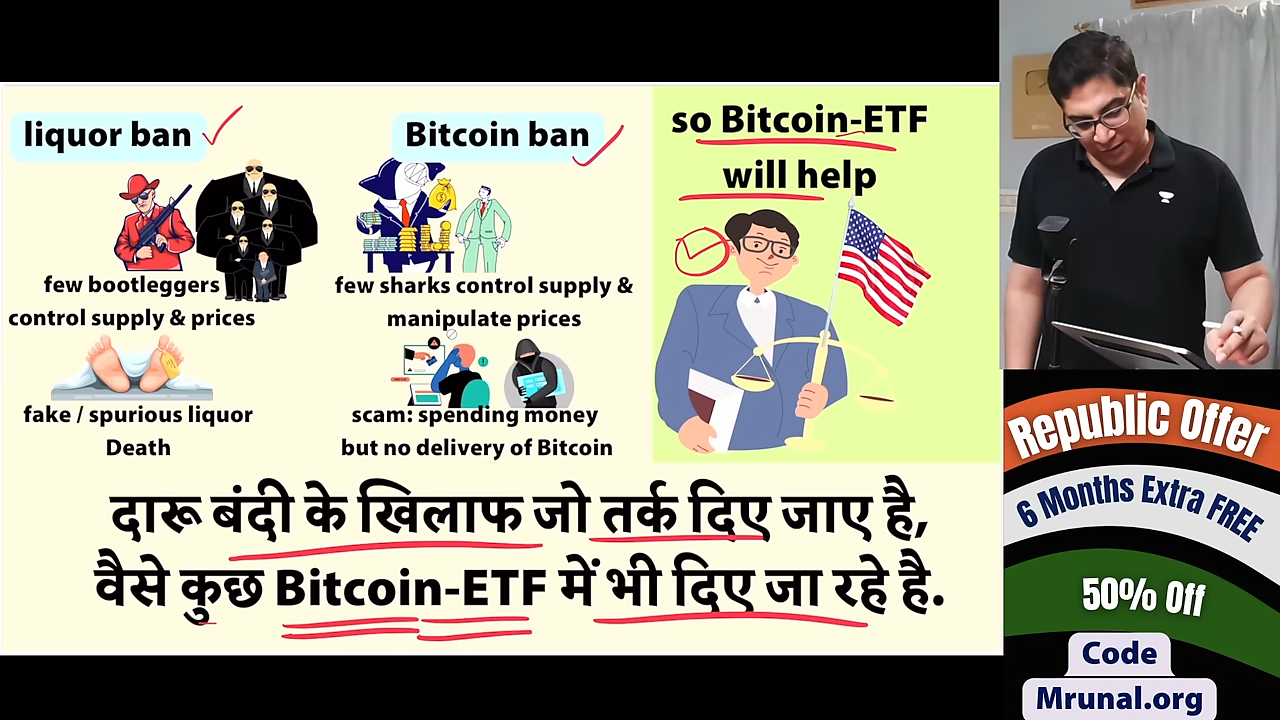 liquor ban
few bootleggers
control supply & prices
fake / spurious liquor
Death
Bitcoin ban
few sharks control supply &
manipulate prices
scam: spending money
but no delivery of Bitcoin
so Bitcoin-ETF
will help
दारू बंदी के खिलाफ जो तर्क दिए जाए है,
वैसे कुछ Bitcoin-ETF में भी दिए जा रहे है.
Republic Offer
6 Months Extra FREE
50% Off
Code
Mrunal.org